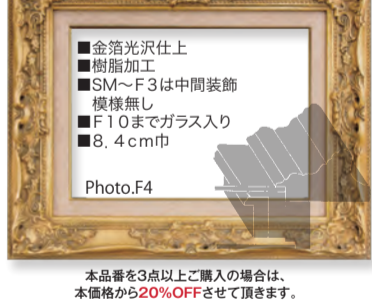 ■金箔光沢仕上
■樹脂加工
■SM～F3は中間装飾
模様無し
■F10までガラス入り
■8．4cm巾
Photo.F4
本品番を3点以上ご購入の場合は、
本価格から20%OFFさせて頂きます。